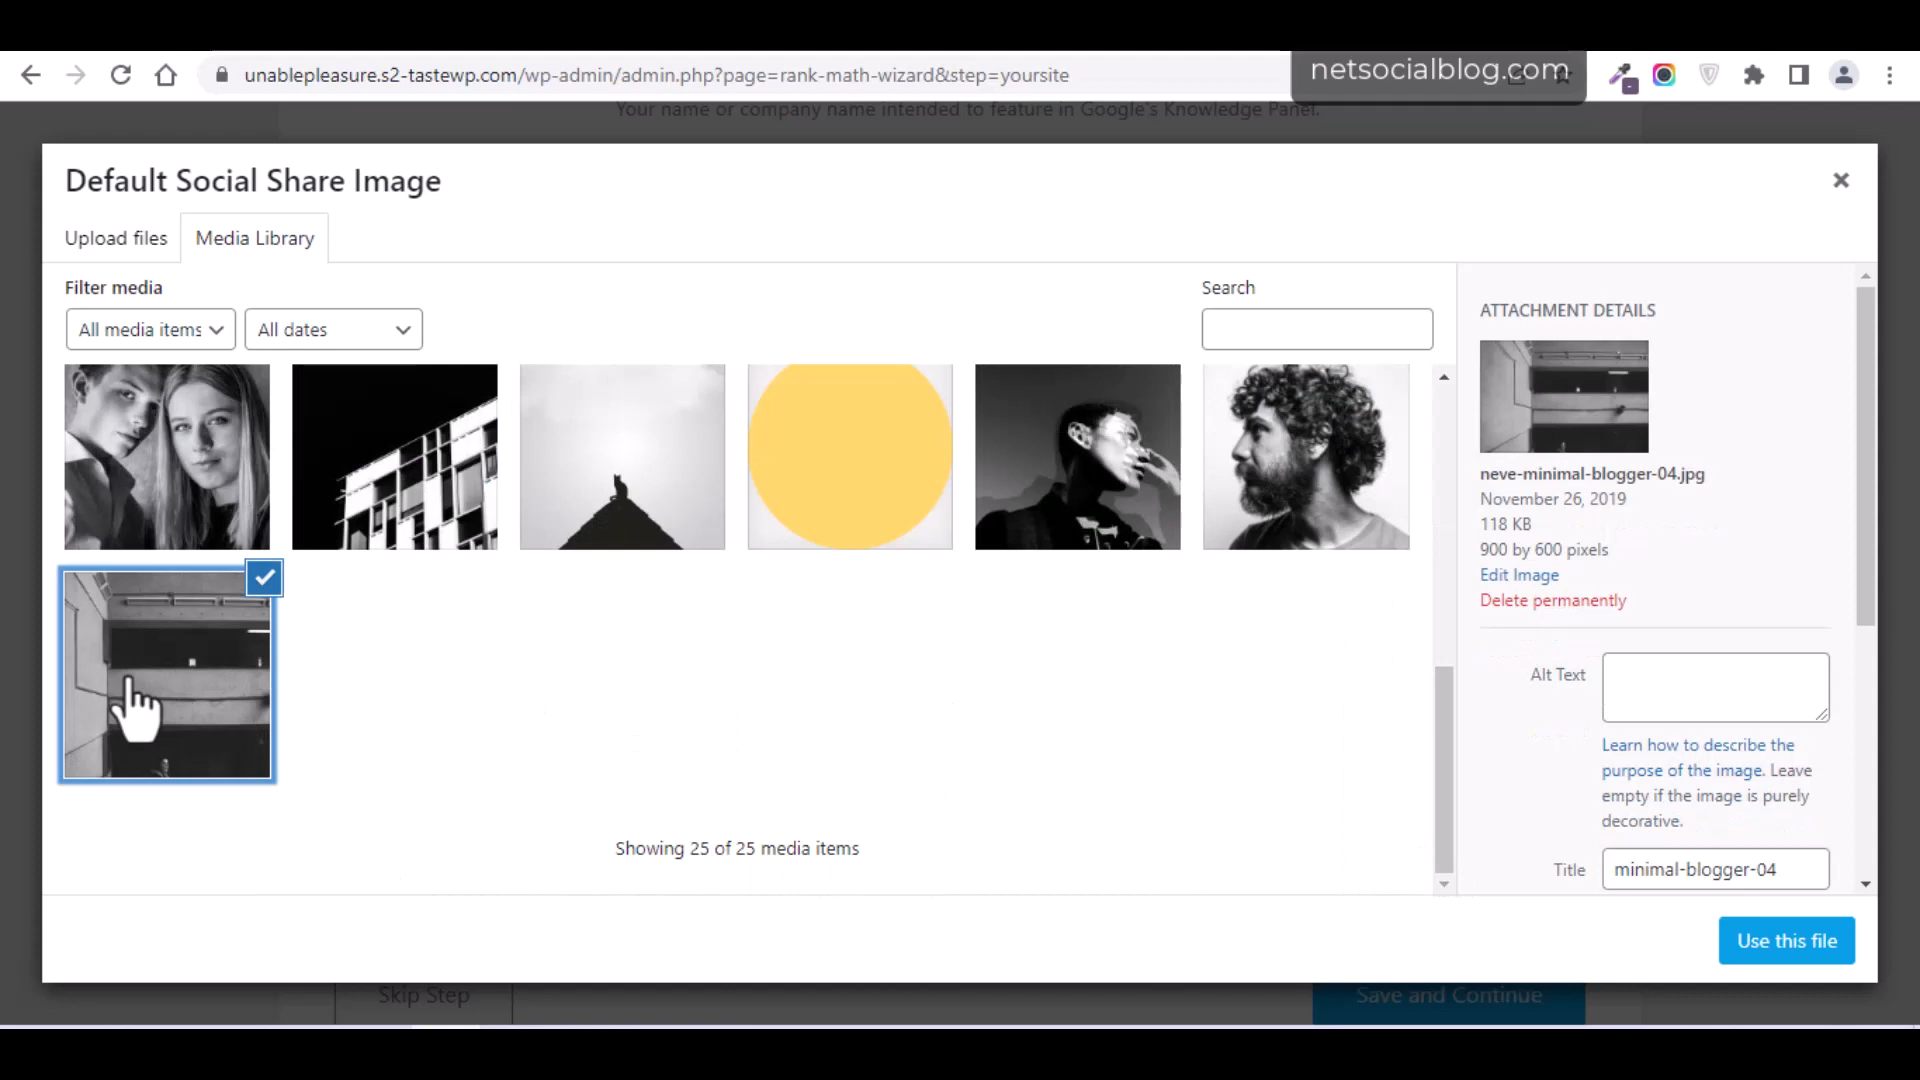 unablepleasure.s2-tastewp.com/wp-admin/admin.php?page=rank-math-wizard&step=yoursite
netsocialblog.com
Your name or company name intended to feature in Google's Knowledge Panel.
Default Social Share Image
Upload files
Media Library
Filter media
Search
All media items
All dates
ATTACHMENT DETAILS
neve-minimal-blogger-04.jpg
November 26, 2019
118 KB
900 by 600 pixels
Edit Image
Delete permanently
Alt Text
Learn how to describe the
purpose of the image. Leave
empty if the image is purely
decorative.
Title
minimal-blogger-04
Showing 25 of 25 media items
Use this file
Skip Step
Save and Continue